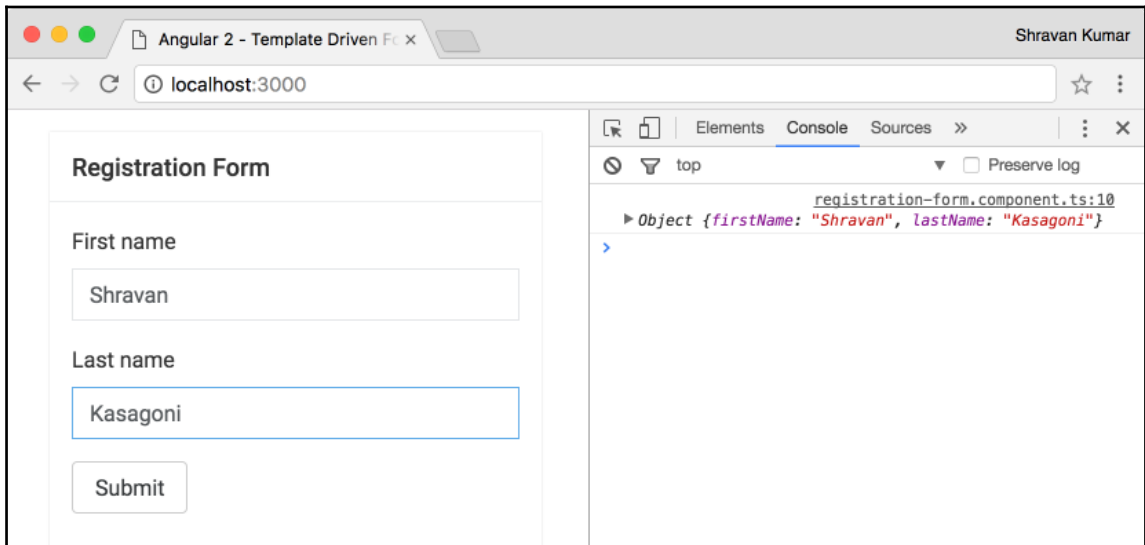 Angular 2 - Template Driven Fo ×
Shravan Kumar
localhost:3000
Registration Form
First name
Shravan
Last name
Kasagoni
Submit
Elements Console Sources »
top ▼ Preserve log
registration-form.component.ts:10
▶ Object {firstName: "Shravan", lastName: "Kasagoni"}
>